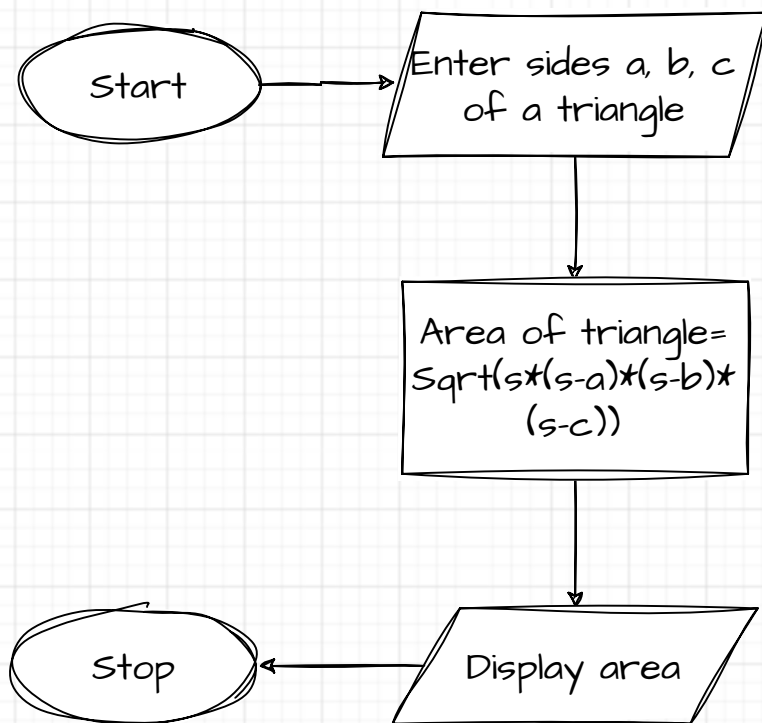 Start
Enter sides a, b, c
of a triangle
Area of triangle=
Sqrt(s*(s-a)*(s-b)*
(s-c))
Display area
Stop